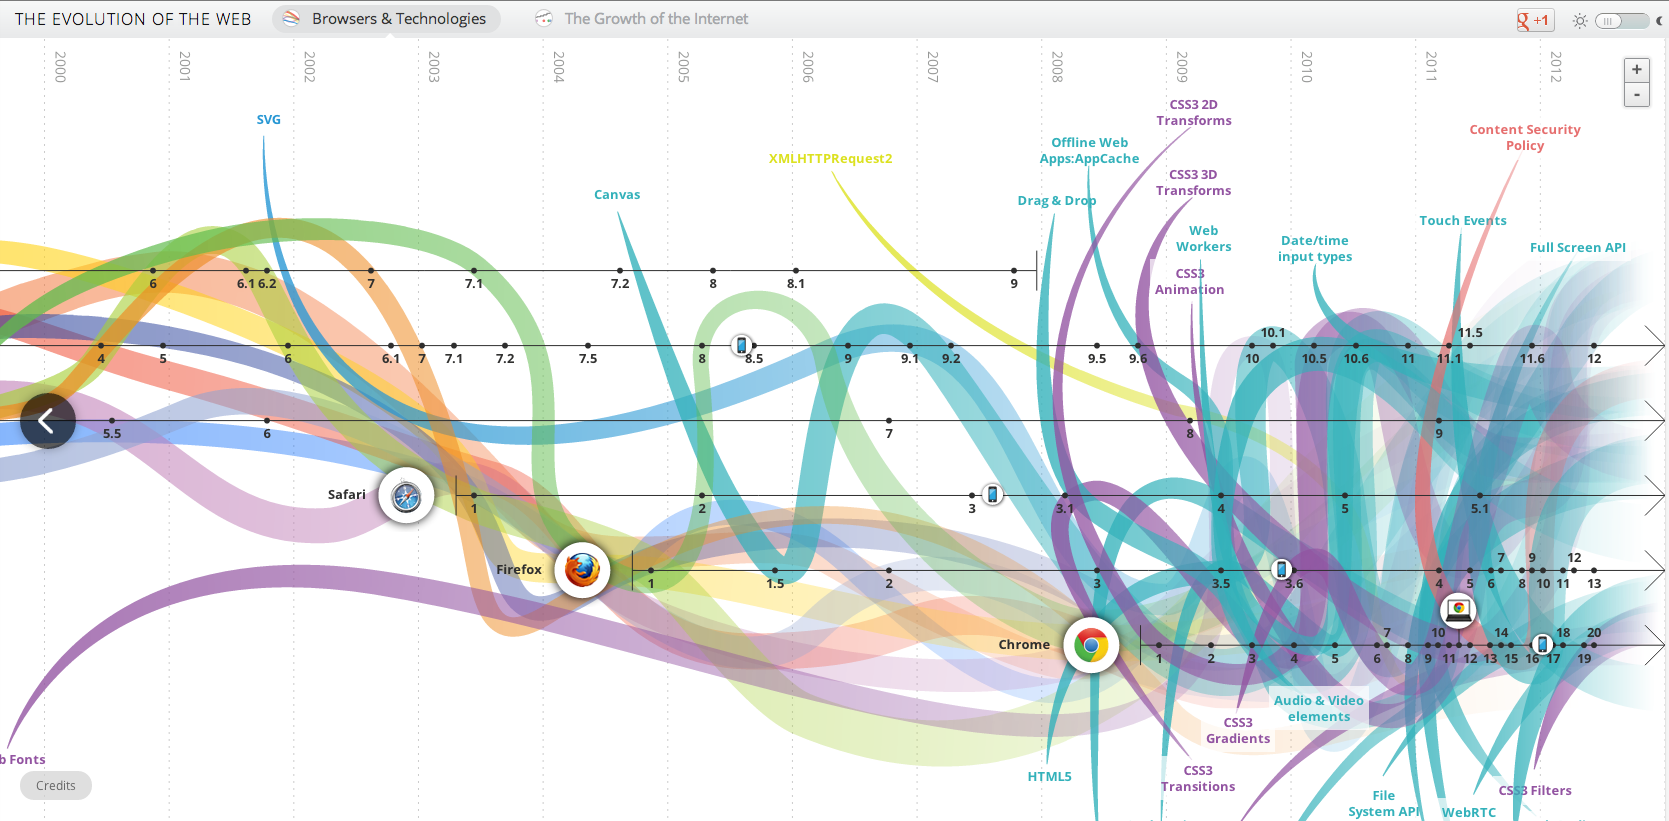 THE EVOLUTION OF THE WEB
Browsers & Technologies
The Growth of the Internet
g +1
2000
2001
2002
2003
2004
2005
2006
2007
2008
2009
2010
2011
2012
+
-
SVG
Canvas
XMLHTTPRequest2
CSS3 2D
Transforms
Offline Web
Apps:AppCache
CSS3 3D
Transforms
Drag & Drop
Web
Workers
CSS3
Animation
Date/time
input types
Content Security
Policy
Touch Events
Full Screen API
6
6.1
6.2
7
7.1
7.2
8
8.1
9
10.1
11.5
4
5
6
6.1
7
7.1
7.2
7.5
8
8.5
9
9.1
9.2
9.5
9.6
10
10.5
10.6
11
11.1
11.6
12
5.5
6
7
8
9
Safari
1
2
3
3.1
4
5
5.1
Firefox
7
9
12
1
1.5
2
3
3.5
3.6
4
5
6
8
10
11
13
Chrome
7
10
14
18
20
1
2
3
4
5
6
8
9
11
12
13
15
16
17
19
Audio & Video
elements
CSS3
Gradients
b Fonts
HTML5
CSS3
Transitions
File
System API
CSS3 Filters
WebRTC
Credits